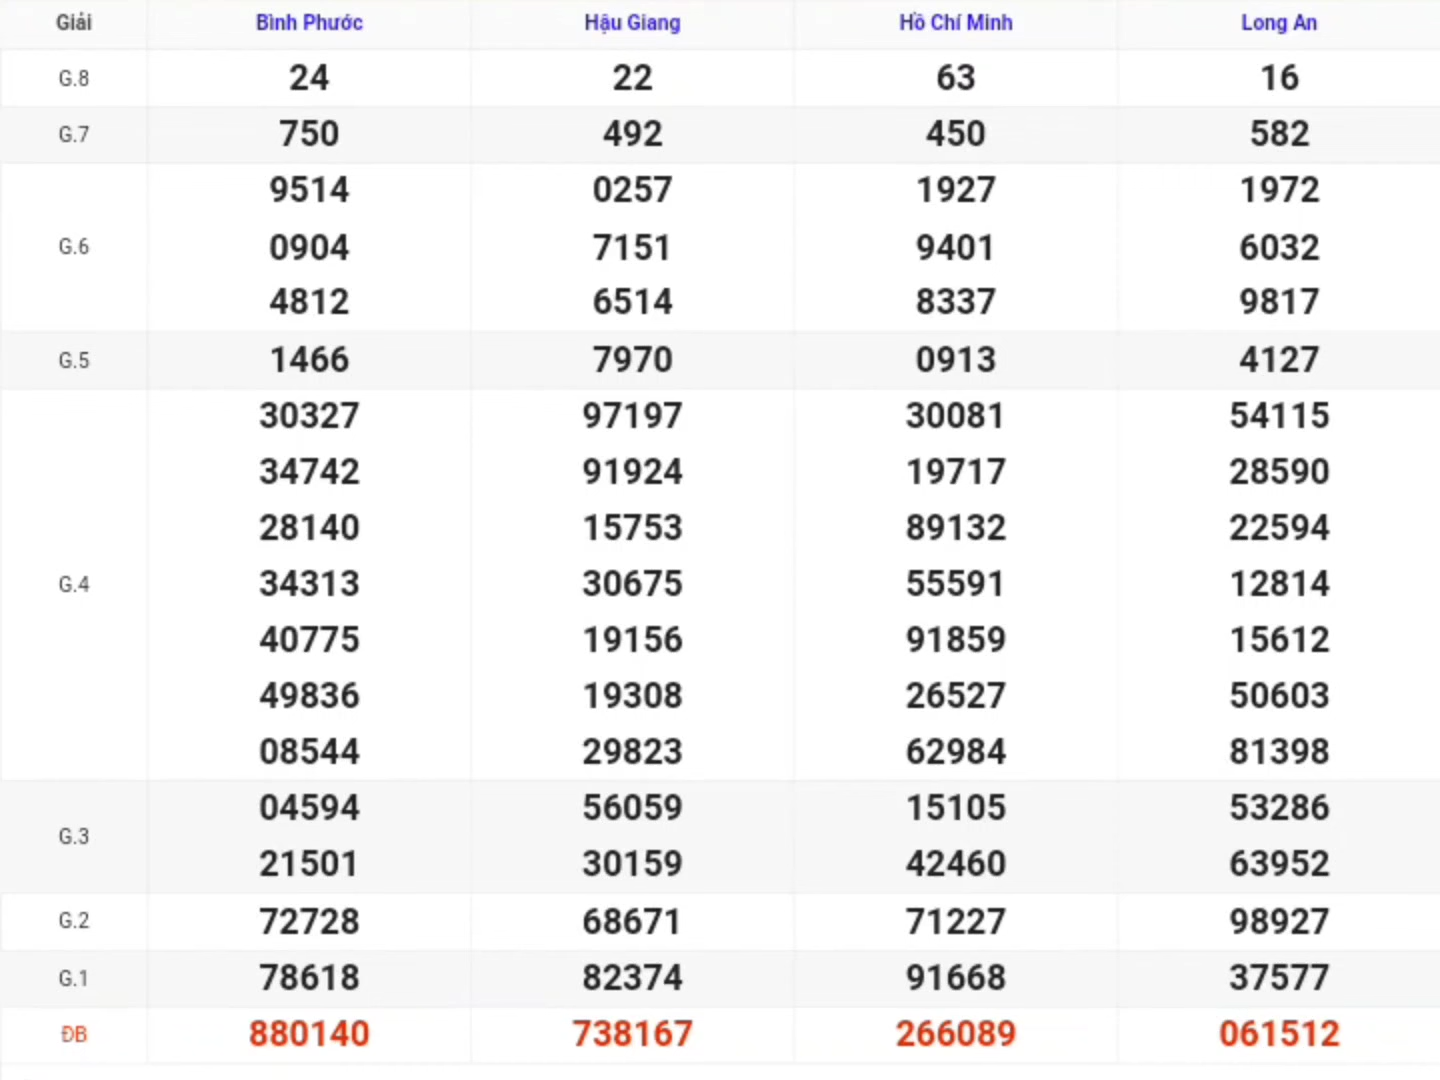 Giải Bình Phước Hậu Giang Hồ Chí Minh Long An
G.8 24 22 63 16
G.7 750 492 450 582
9514 0257 1927 1972
G.6 0904 7151 9401 6032
4812 6514 8337 9817
G.5 1466 7970 0913 4127
30327 97197 30081 54115
34742 91924 19717 28590
28140 15753 89132 22594
G.4 34313 30675 55591 12814
40775 19156 91859 15612
49836 19308 26527 50603
08544 29823 62984 81398
04594 56059 15105 53286
G.3
21501 30159 42460 63952
G.2 72728 68671 71227 98927
G.1 78618 82374 91668 37577
ĐB 880140 738167 266089 061512